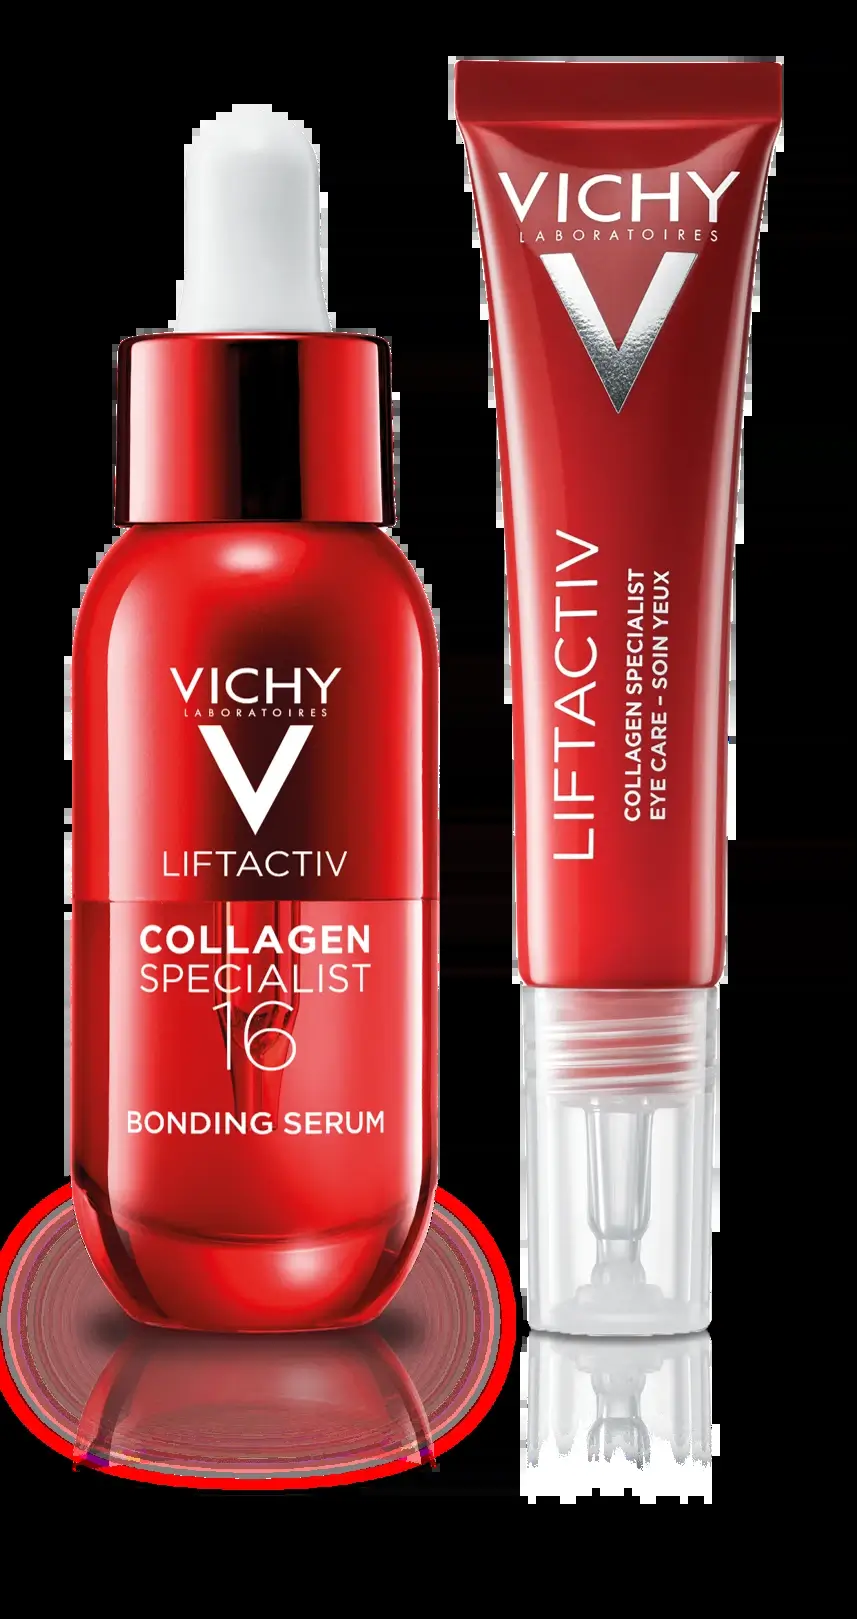 VICHY
LABORATOIRES
LIFTACTIV
COLLAGEN
SPECIALIST
16
BONDING SERUM
VICHY
LABORATOIRES
LIFTACTIV
COLLAGEN SPECIALIST
EYE CARE – SOIN YEUX